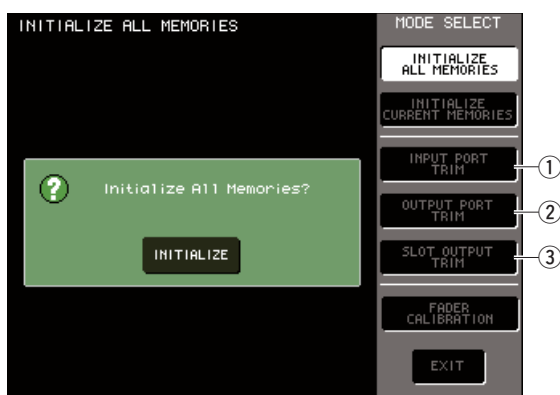 INITIALIZE ALL MEMORIES
MODE SELECT
INITIALIZE
ALL MEMORIES
INITIALIZE
CURRENT MEMORIES
INPUT PORT
TRIM
①
OUTPUT PORT
TRIM
②
SLOT OUTPUT
TRIM
③
FADER
CALIBRATION
EXIT
?
Initialize All Memories?
INITIALIZE